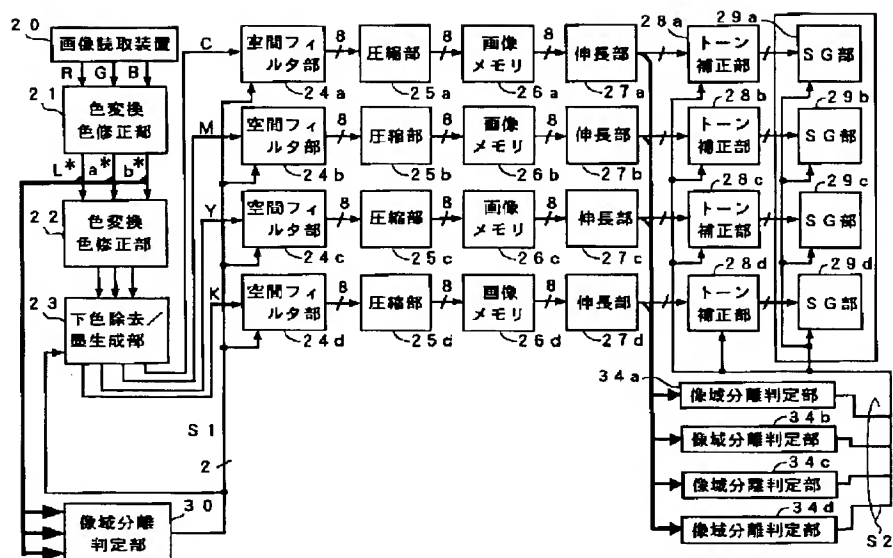 20
画像読取装置
R G B
21
色変換
色修正部
L* a* b*
22
色変換
色修正部
23
下色除去/
墨生成部
C
空間フィ
ルタ部
24a
8
圧縮部
25a
8
画像
メモリ
26a
8
伸長部
27a
28a
トーン
補正部
29a
SG部
M
空間フィ
ルタ部
24b
8
圧縮部
25b
8
画像
メモリ
26b
8
伸長部
27b
28b
トーン
補正部
29b
SG部
Y
空間フィ
ルタ部
24c
8
圧縮部
25c
8
画像
メモリ
26c
8
伸長部
27c
28c
トーン
補正部
29c
SG部
K
空間フィ
ルタ部
24d
8
圧縮部
25d
8
画像
メモリ
26d
8
伸長部
27d
28d
トーン
補正部
29d
SG部
S1
2
30
像域分離
判定部
34a
像域分離判定部
34b
像域分離判定部
34c
像域分離判定部
34d
像域分離判定部
S2